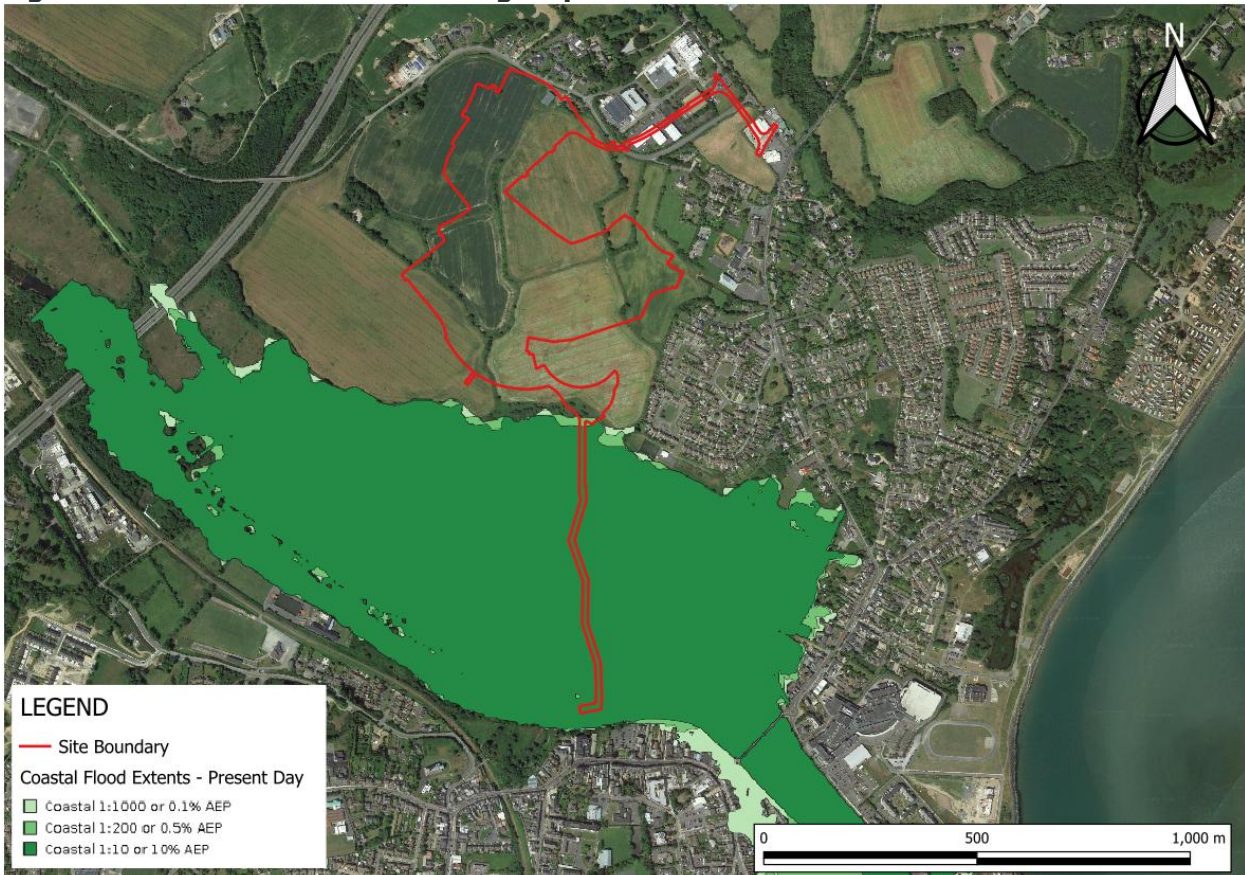 N
LEGEND
Site Boundary
Coastal Flood Extents - Present Day
Coastal 1:1000 or 0.1% AEP
Coastal 1:200 or 0.5% AEP
Coastal 1:10 or 10% AEP
0 500 1,000 m